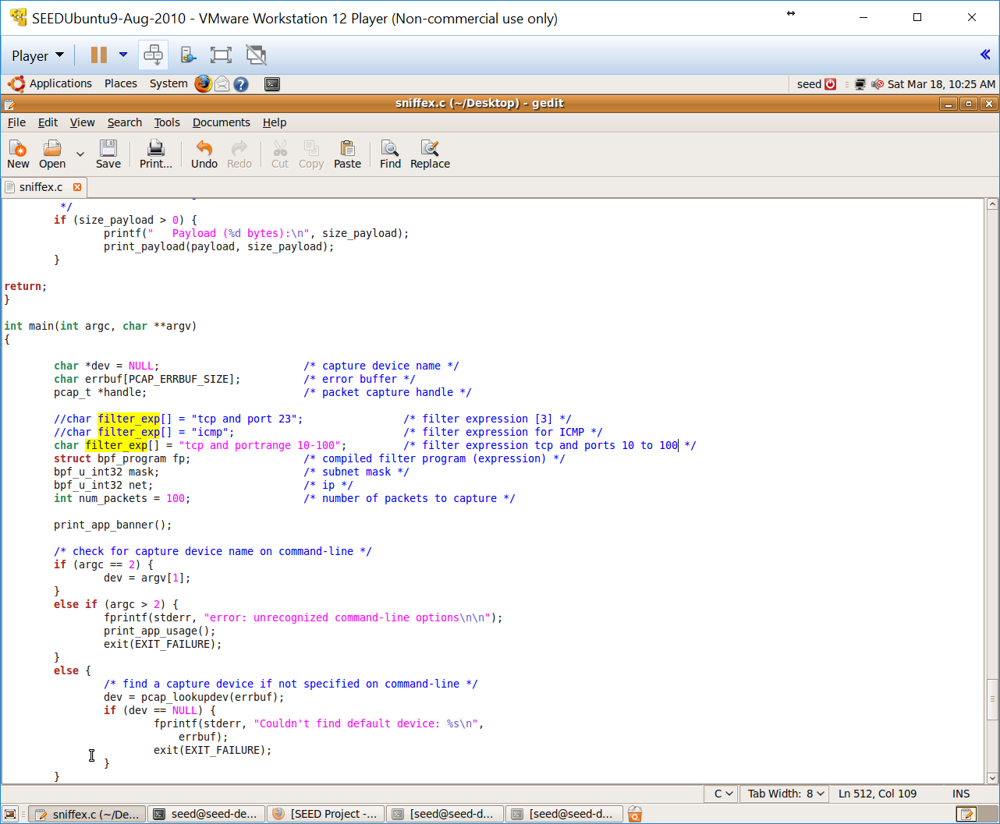 SEEDUbuntu9-Aug-2010 - VMware Workstation 12 Player (Non-commercial use only)
Player
Applications Places System seed Sat Mar 18, 10:25 AM
sniffex.c (~/Desktop) - gedit
File Edit View Search Tools Documents Help
New Open Save Print... Undo Redo Cut Copy Paste Find Replace
sniffex.c
*/
if (size_payload > 0) {
printf("   Payload (%d bytes):\n", size_payload);
print_payload(payload, size_payload);
}
return;
}
int main(int argc, char **argv)
{
char *dev = NULL; /* capture device name */
char errbuf[PCAP_ERRBUF_SIZE]; /* error buffer */
pcap_t *handle; /* packet capture handle */
//char filter_exp[] = "tcp and port 23"; /* filter expression [3] */
//char filter_exp[] = "icmp"; /* filter expression for ICMP */
char filter_exp[] = "tcp and portrange 10-100"; /* filter expression tcp and ports 10 to 100 */
struct bpf_program fp; /* compiled filter program (expression) */
bpf_u_int32 mask; /* subnet mask */
bpf_u_int32 net; /* ip */
int num_packets = 100; /* number of packets to capture */
print_app_banner();
/* check for capture device name on command-line */
if (argc == 2) {
dev = argv[1];
}
else if (argc > 2) {
fprintf(stderr, "error: unrecognized command-line options\n\n");
print_app_usage();
exit(EXIT_FAILURE);
}
else {
/* find a capture device if not specified on command-line */
dev = pcap_lookupdev(errbuf);
if (dev == NULL) {
fprintf(stderr, "Couldn't find default device: %s\n",
errbuf);
exit(EXIT_FAILURE);
}
}
C Tab Width: 8 Ln 512, Col 109 INS
sniffex.c (~/De... seed@seed-de... [SEED Project -... [seed@seed-d... [seed@seed-d...